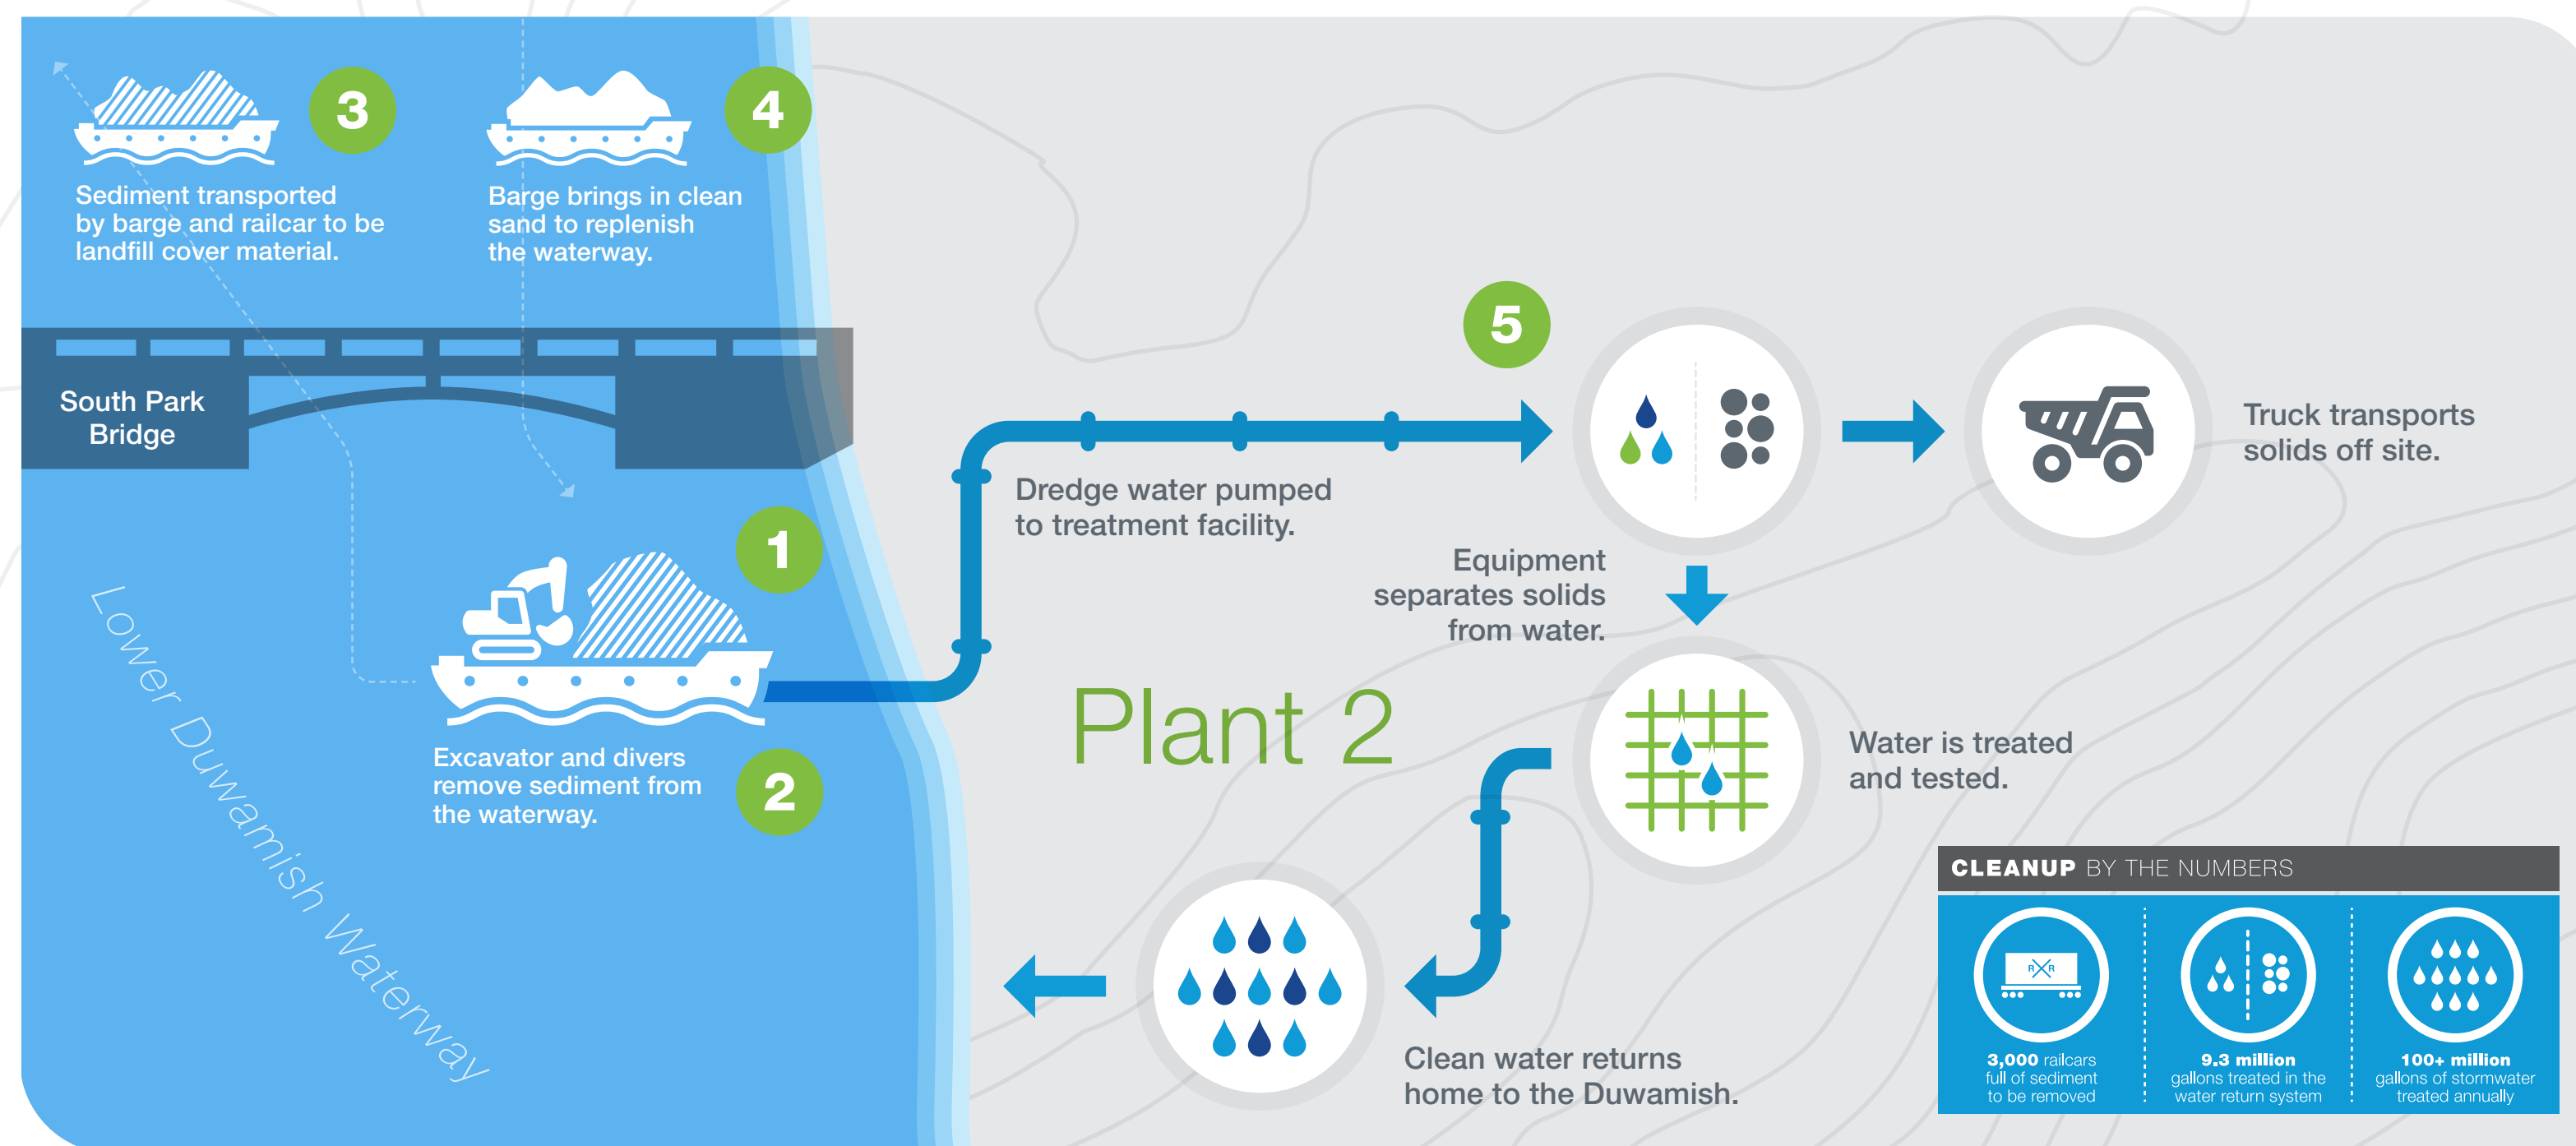 3
Sediment transported
by barge and railcar to be
landfill cover material.
4
Barge brings in clean
sand to replenish
the waterway.
South Park
Bridge
1
Excavator and divers
remove sediment from
the waterway.
2
Lower Duwamish Waterway
Dredge water pumped
to treatment facility.
5
Equipment
separates solids
from water.
Truck transports
solids off site.
Plant 2
Water is treated
and tested.
Clean water returns
home to the Duwamish.
CLEANUP BY THE NUMBERS
R R
3,000 railcars
full of sediment
to be removed
9.3 million
gallons treated in the
water return system
100+ million
gallons of stormwater
treated annually